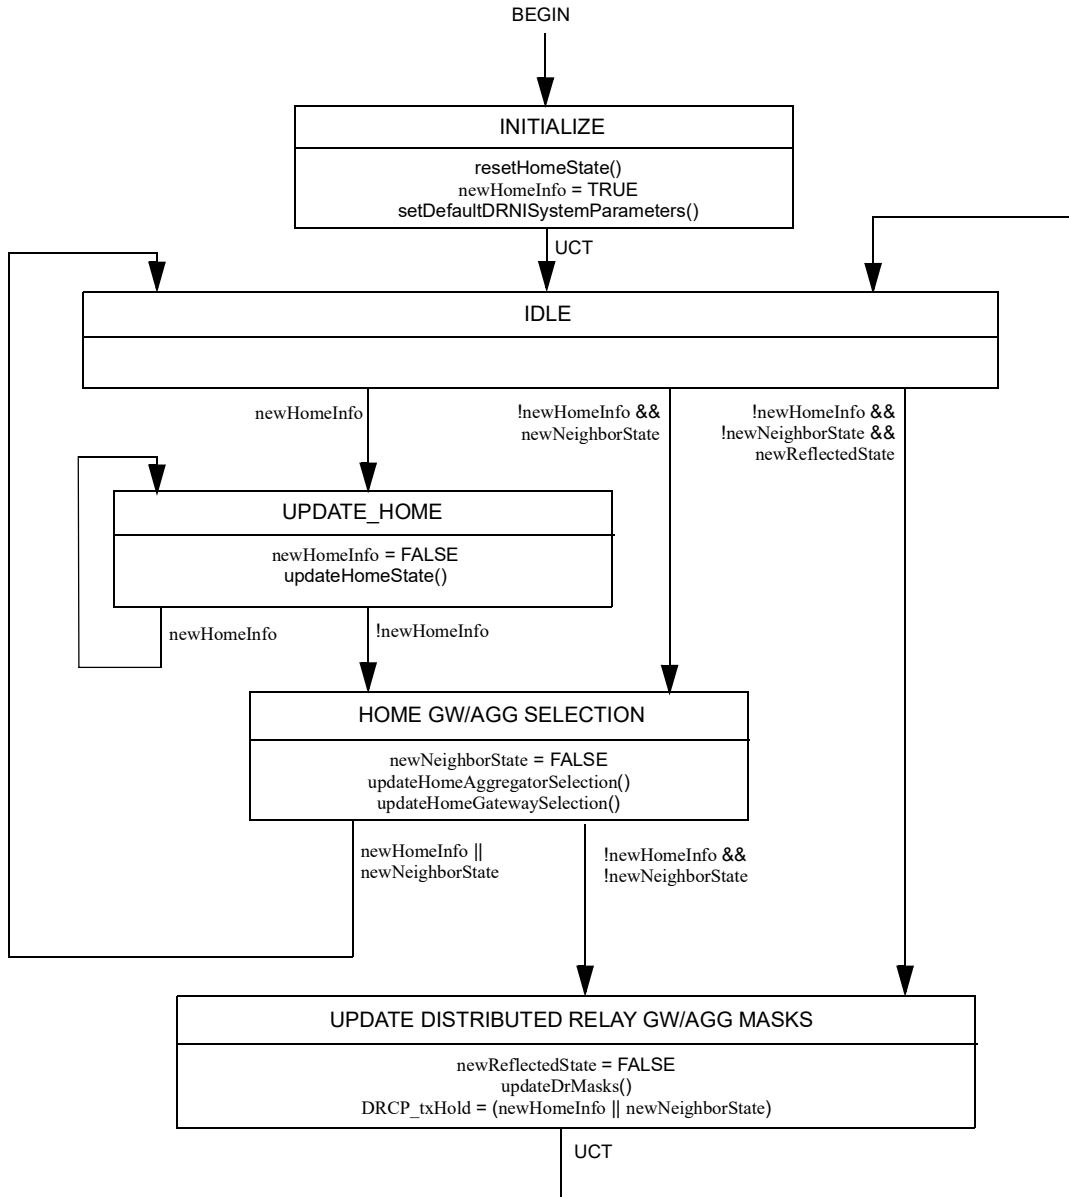 BEGIN
INITIALIZE
resetHomeState()
newHomeInfo = TRUE
setDefaultDRNISystemParameters()
UCT
IDLE
newHomeInfo
!newHomeInfo &&
newNeighborState
!newHomeInfo &&
!newNeighborState &&
newReflectedState
UPDATE_HOME
newHomeInfo = FALSE
updateHomeState()
newHomeInfo
!newHomeInfo
HOME GW/AGG SELECTION
newNeighborState = FALSE
updateHomeAggregatorSelection()
updateHomeGatewaySelection()
newHomeInfo ||
newNeighborState
!newHomeInfo &&
!newNeighborState
UPDATE DISTRIBUTED RELAY GW/AGG MASKS
newReflectedState = FALSE
updateDrMasks()
DRCP_txHold = (newHomeInfo || newNeighborState)
UCT